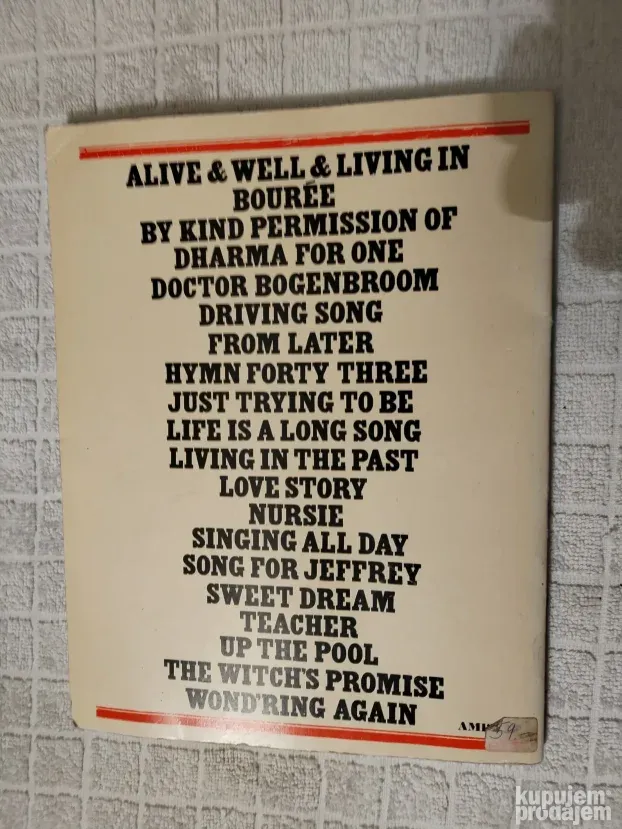 ALIVE & WELL & LIVING IN
BOURÉE
BY KIND PERMISSION OF
DHARMA FOR ONE
DOCTOR BOGENBROOM
DRIVING SONG
FROM LATER
HYMN FORTY THREE
JUST TRYING TO BE
LIFE IS A LONG SONG
LIVING IN THE PAST
LOVE STORY
NURSIE
SINGING ALL DAY
SONG FOR JEFFREY
SWEET DREAM
TEACHER
UP THE POOL
THE WITCH'S PROMISE
WOND'RING AGAIN
kupujem
prodajem